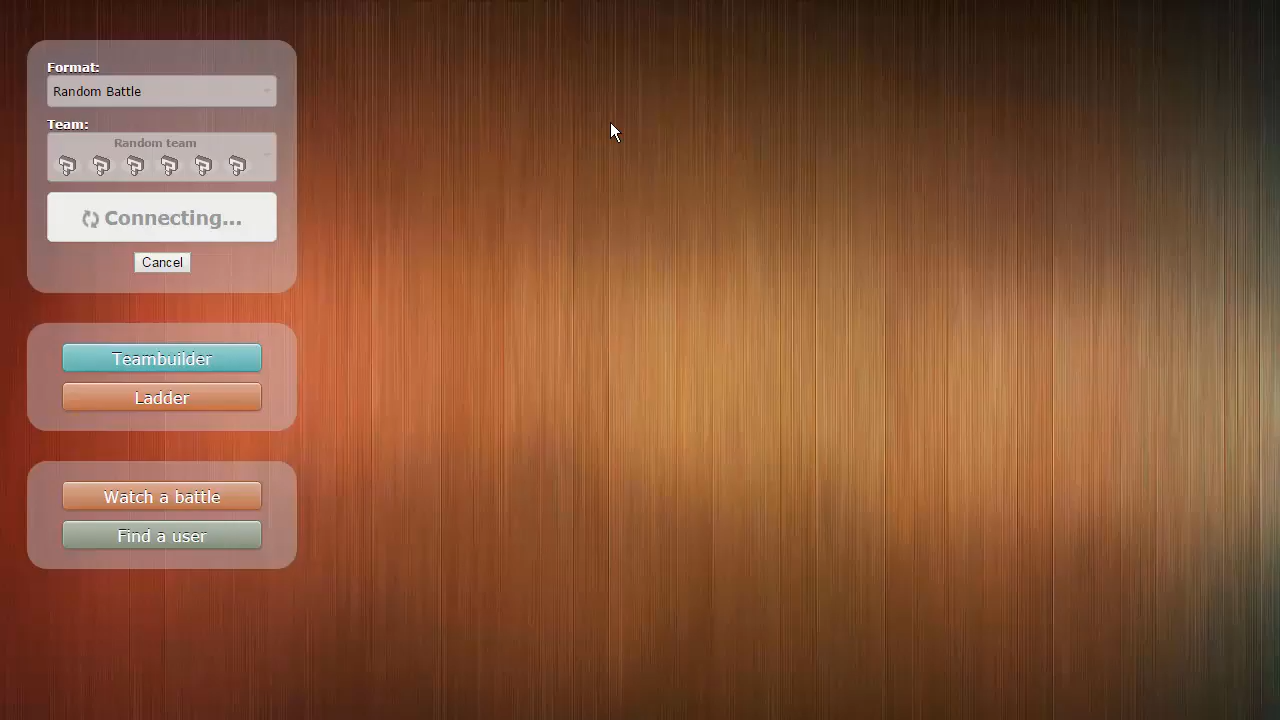 Format:
Random Battle
Team:
Random team
? ? ? ? ? ?
Connecting...
Cancel
Teambuilder
Ladder
Watch a battle
Find a user